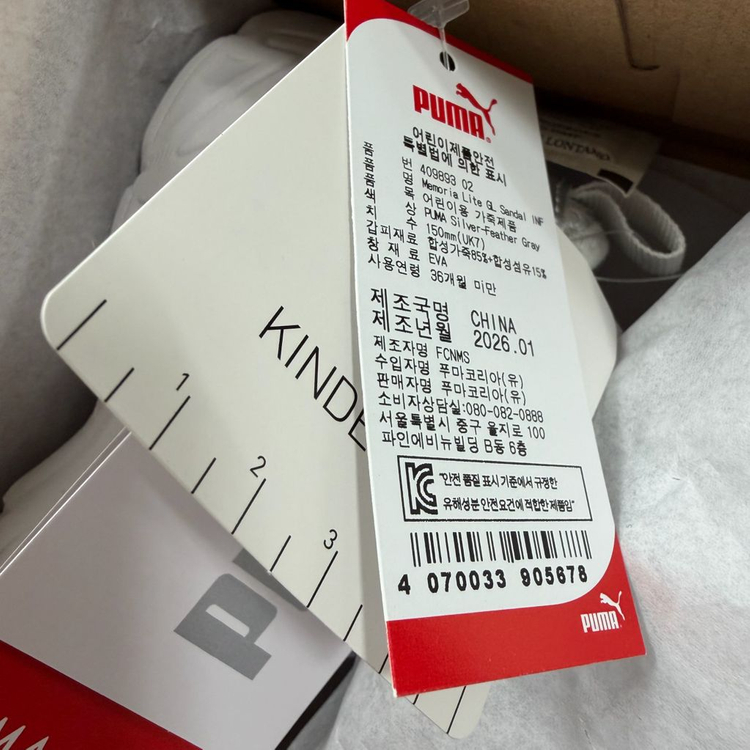 PUMA
어린이제품안전
특별법에 의한 표시
품 번 409893 02
품 명 Memoria Lite GL Sandal INF
품 목 어린이용 가죽제품
색 상 PUMA Silver-Feather Gray
치 수 150mm(UK7)
갑피재료 합성가죽85%+합성섬유15%
창 재 료 EVA
사용연령 36개월 미만
제조국명 CHINA
제조년월 2026.01
제조자명 FCNMS
수입자명 푸마코리아(유)
판매자명 푸마코리아(유)
소비자상담실:080-082-0888
서울특별시 중구 을지로 100
파인에비뉴빌딩 B동 6층
"안전 품질 표시 기준에서 규정한
유해성분 안전요건에 적합한 제품임"
4 070033 905678
PUMA
KINDE
1
2
3